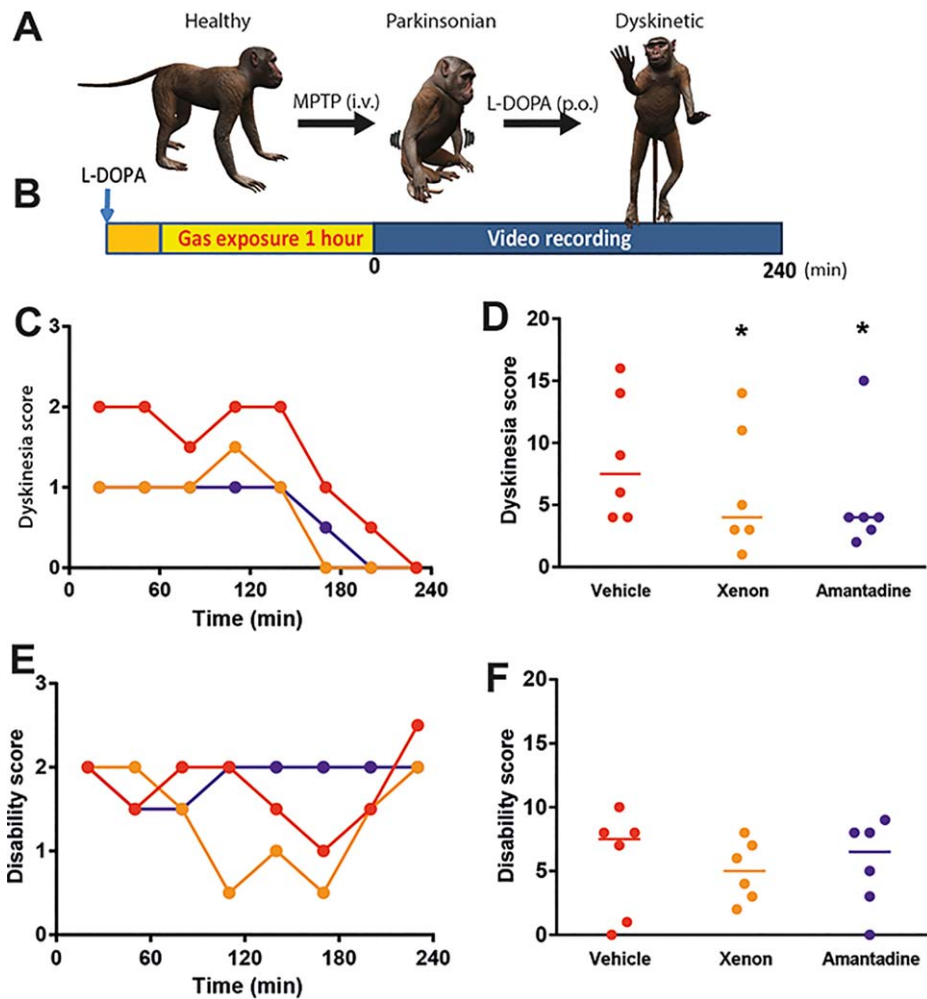 A
Healthy
Parkinsonian
Dyskinetic
MPTP (i.v.)
L-DOPA (p.o.)
L-DOPA
B
Gas exposure 1 hour
Video recording
0
240 (min)
C
3
2
1
0
0
60
120
180
240
Dyskinesia score
Time (min)
D
20
15
10
5
0
*
*
Dyskinesia score
Vehicle
Xenon
Amantadine
E
3
2
1
0
0
60
120
180
240
Disability score
Time (min)
F
20
15
10
5
0
Disability score
Vehicle
Xenon
Amantadine